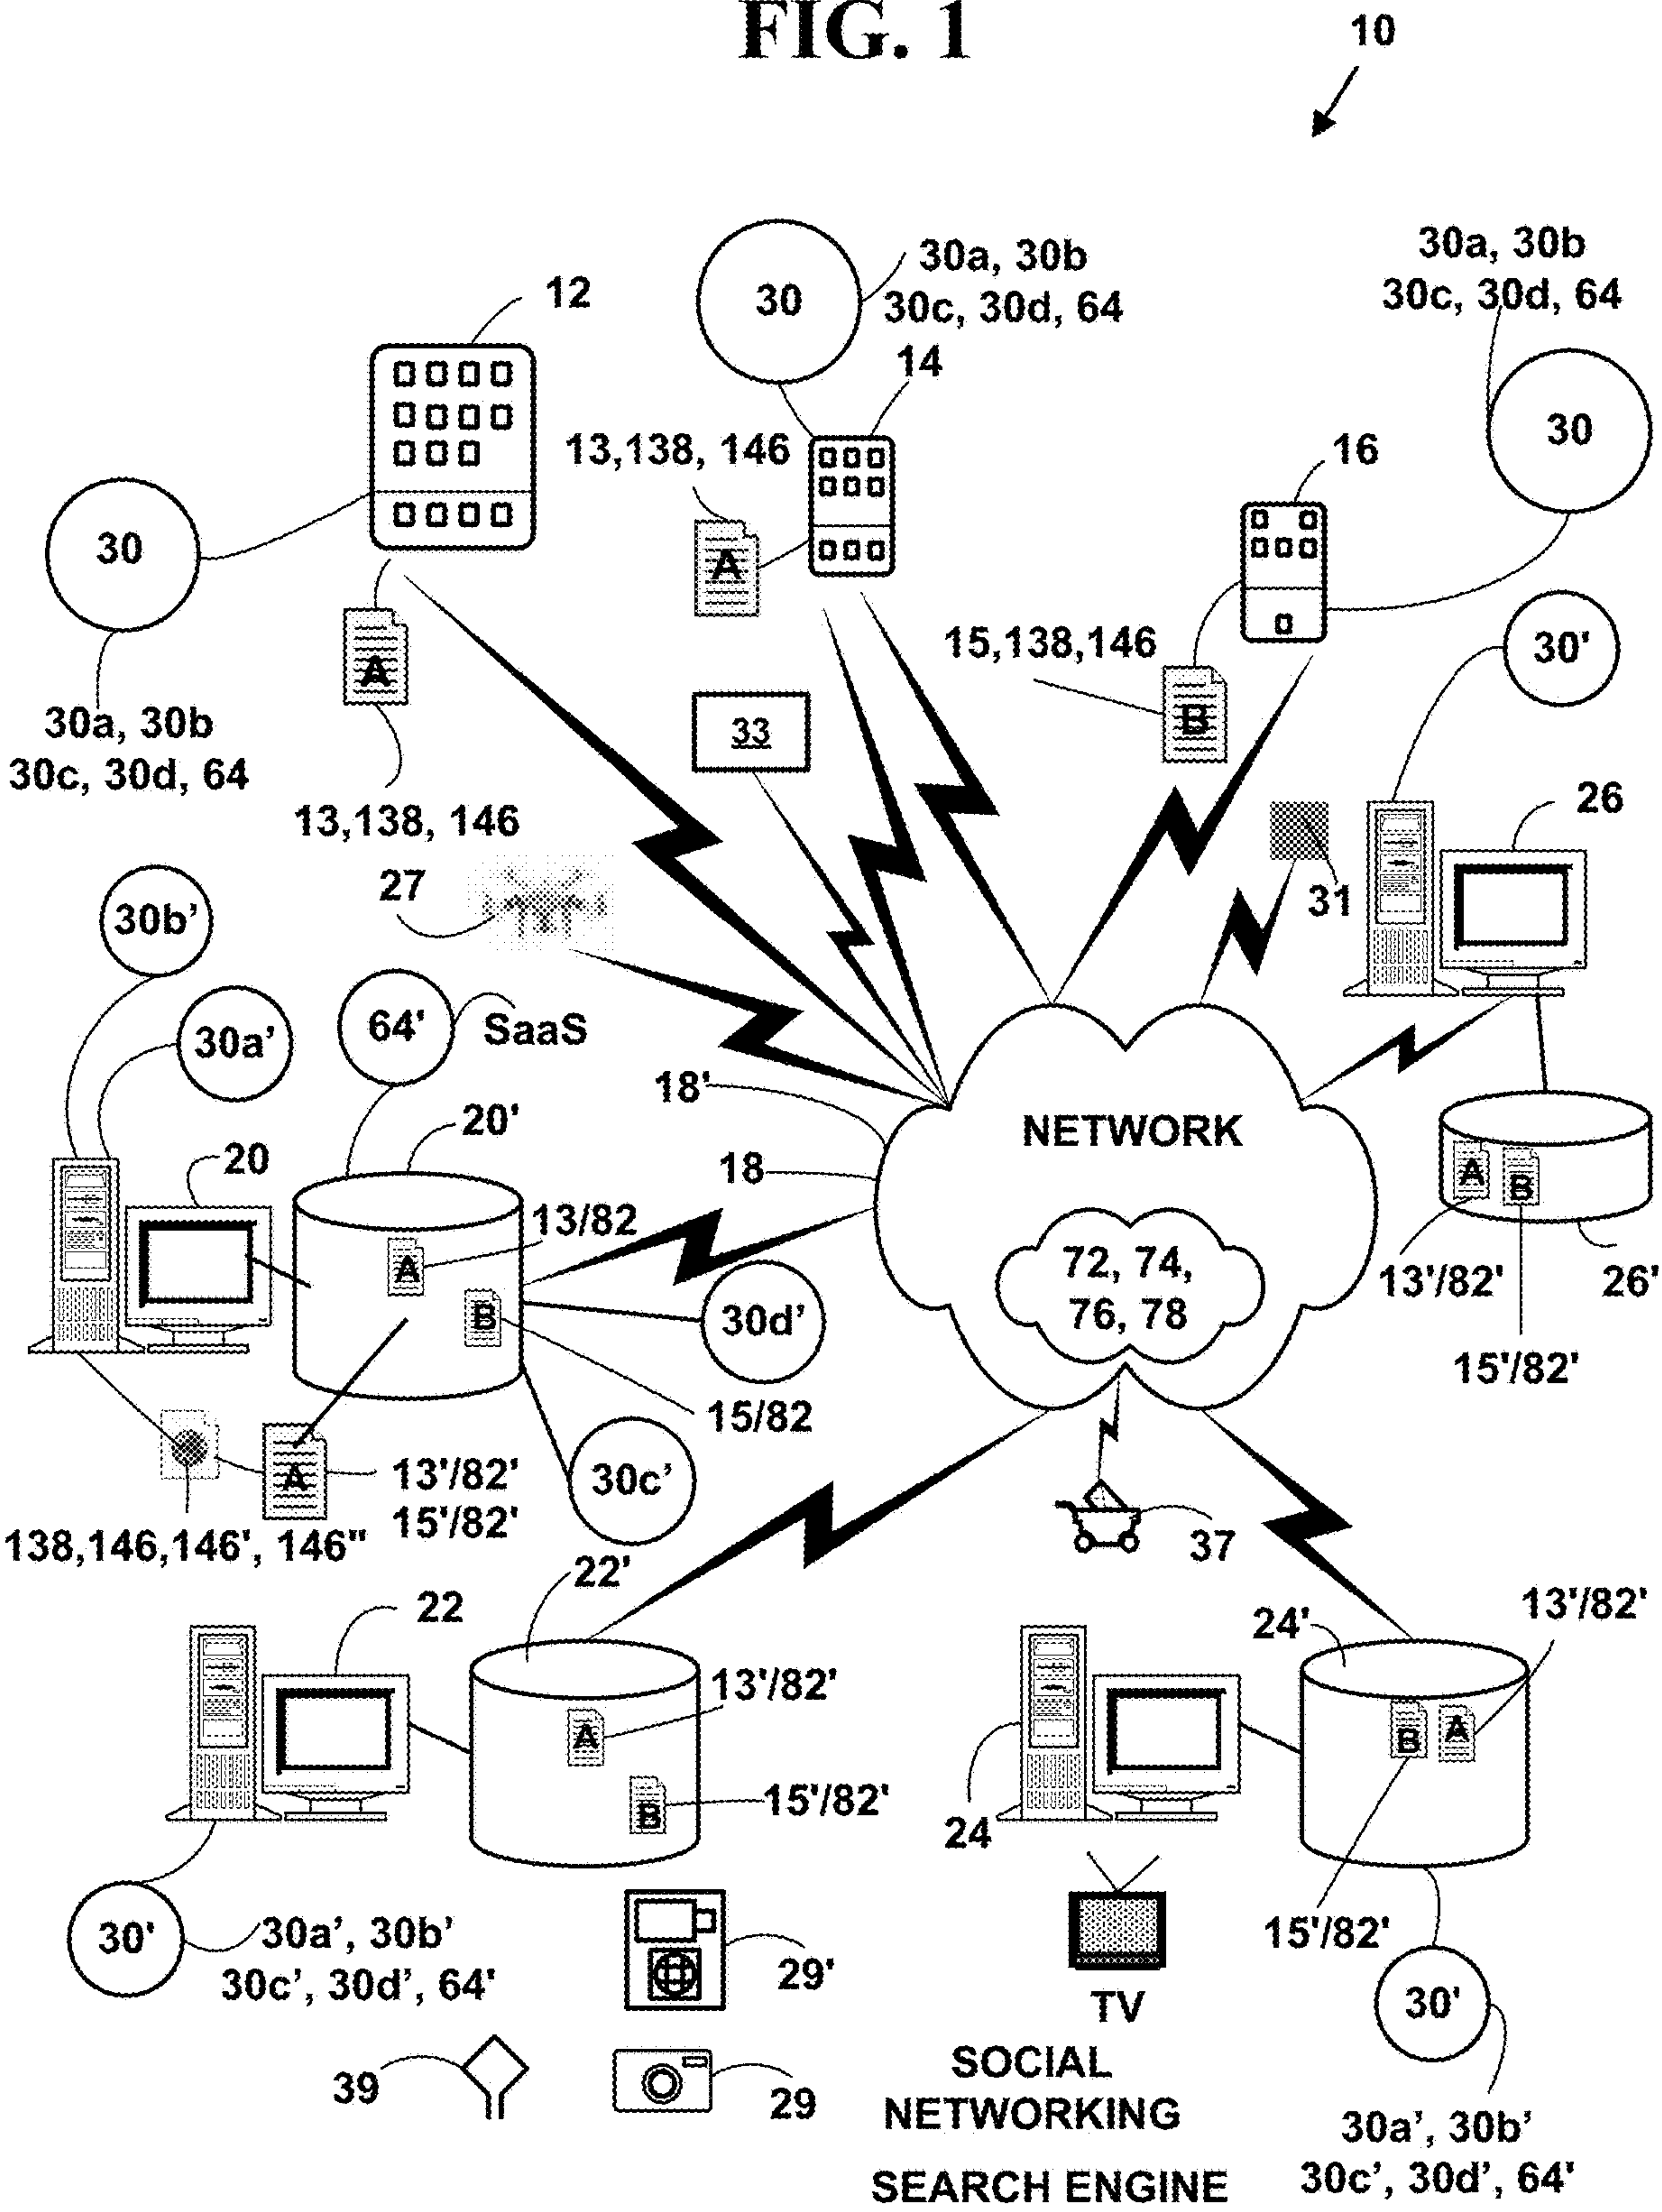 FIG. 1
10
30a, 30b
30c, 30d, 64
30a, 30b
30c, 30d, 64
12
30
14
30
13,138, 146
16
A
30
15,138,146
30'
A
B
33
30a, 30b
30c, 30d, 64
13,138, 146
26
27
31
30b’
30a’
64'
SaaS
18'
20'
NETWORK
20
18
A
B
13/82
A
72, 74,
76, 78
13'/82'
26'
B
30d’
15'/82'
15/82
30c’
A
13'/82'
15'/82'
138,146,146', 146"
37
22'
22
24'
13'/82'
13'/82'
A
B
A
15'/82'
B
24
30'
30a’, 30b’
30c’, 30d’, 64'
29'
15'/82'
TV
30'
39
29
SOCIAL
NETWORKING
30a’, 30b’
30c’, 30d’, 64'
SEARCH ENGINE